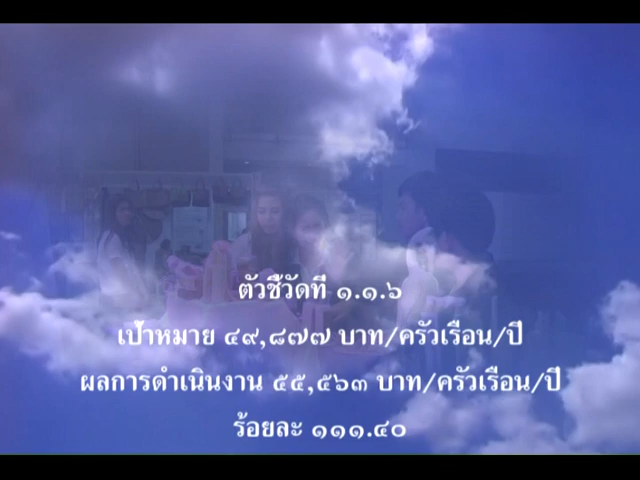 ตัวชี้วัดที่ ๑.๑.๖
เป้าหมาย ๔๙,๘๗๗ บาท/ครัวเรือน/ปี
ผลการดำเนินงาน ๕๕,๕๖๓ บาท/ครัวเรือน/ปี
ร้อยละ ๑๑๑.๔๐